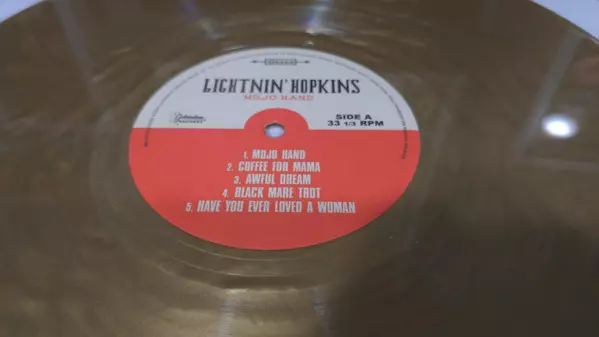 LIGHTNIN' HOPKINS
MOJO HAND
SIDE A
33 1/3 RPM
1. MOJO HAND
2. COFFEE FOR MAMA
3. AWFUL DREAM
4. BLACK MARE TROT
5. HAVE YOU EVER LOVED A WOMAN